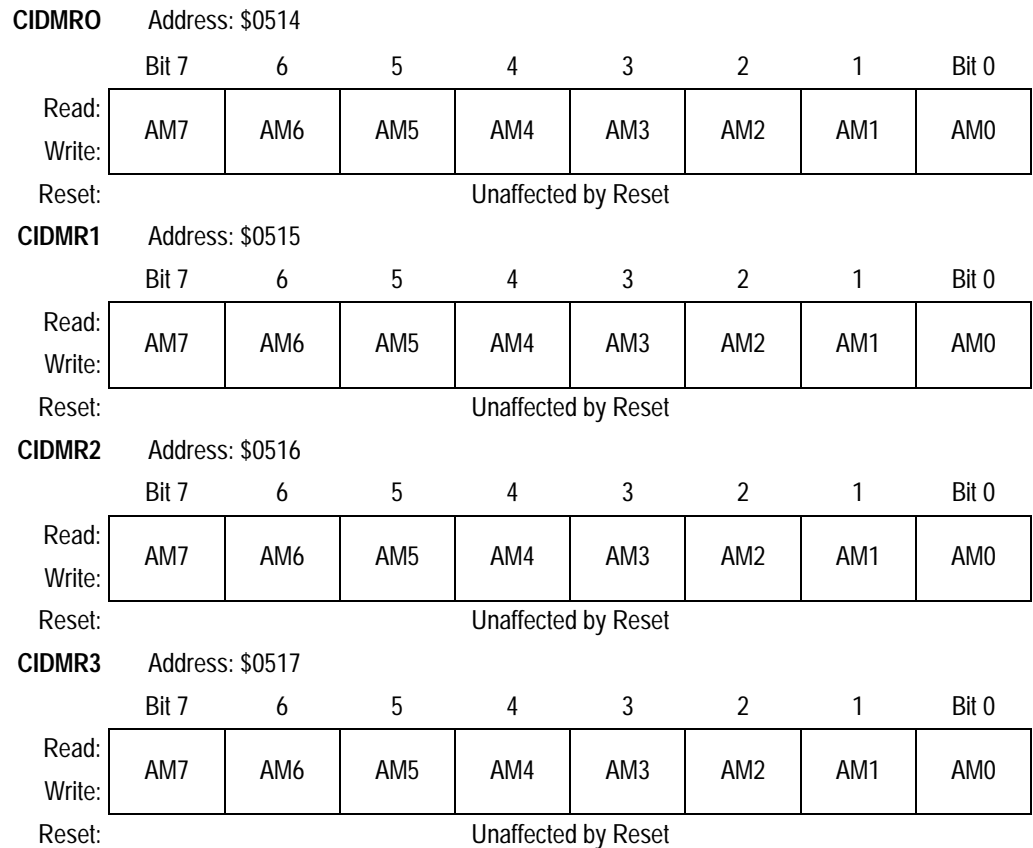 CIDMRO Address: $0514
Bit 7 6 5 4 3 2 1 Bit 0
Read:
AM7 AM6 AM5 AM4 AM3 AM2 AM1 AM0
Write:
Reset: Unaffected by Reset
CIDMR1 Address: $0515
Bit 7 6 5 4 3 2 1 Bit 0
Read:
AM7 AM6 AM5 AM4 AM3 AM2 AM1 AM0
Write:
Reset: Unaffected by Reset
CIDMR2 Address: $0516
Bit 7 6 5 4 3 2 1 Bit 0
Read:
AM7 AM6 AM5 AM4 AM3 AM2 AM1 AM0
Write:
Reset: Unaffected by Reset
CIDMR3 Address: $0517
Bit 7 6 5 4 3 2 1 Bit 0
Read:
AM7 AM6 AM5 AM4 AM3 AM2 AM1 AM0
Write:
Reset: Unaffected by Reset